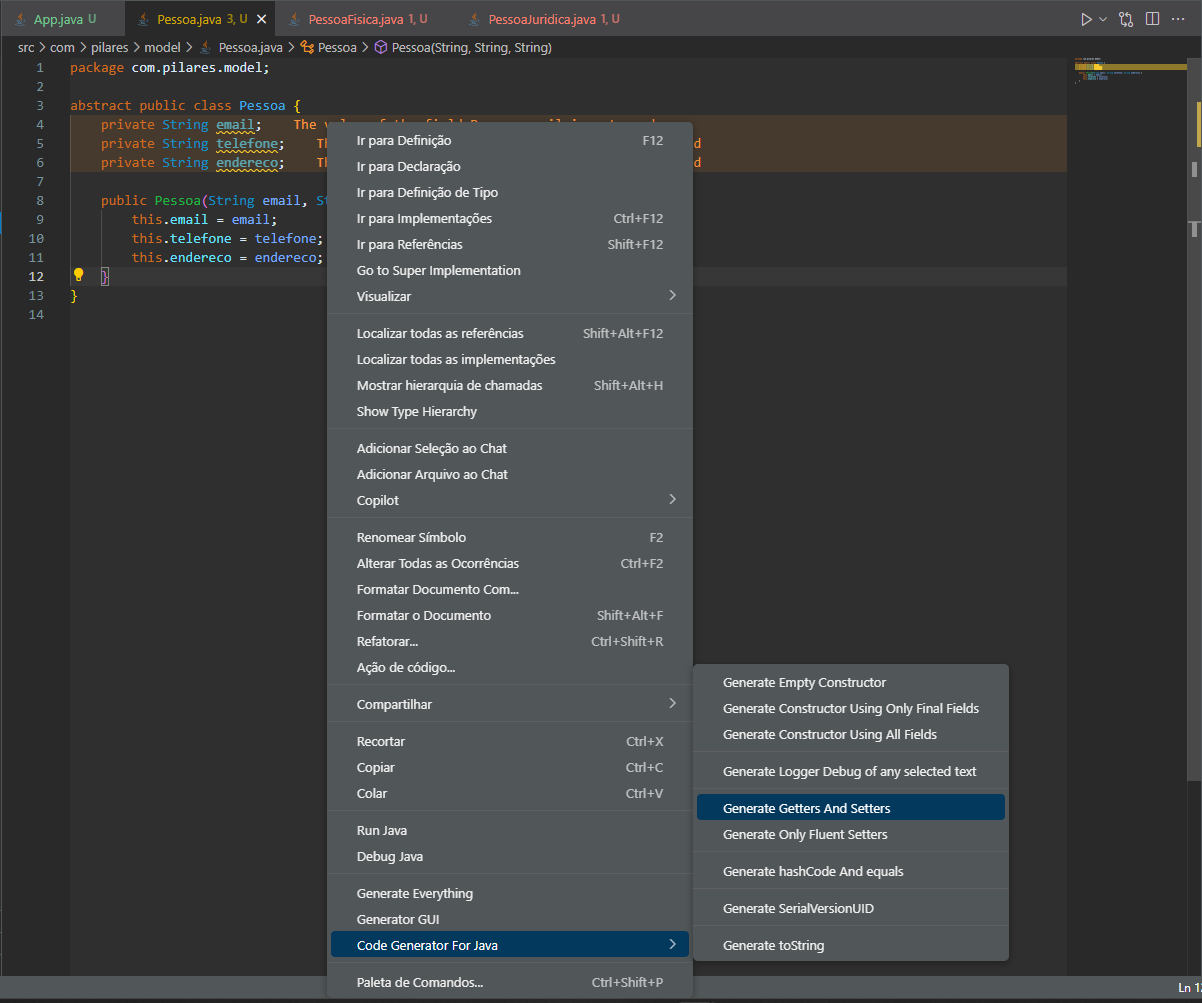 App.java U
Pessoa.java 3, U
PessoaFisica.java 1, U
PessoaJuridica.java 1, U
src > com > pilares > model > Pessoa.java > Pessoa > Pessoa(String, String, String)
1 package com.pilares.model;
2
3 abstract public class Pessoa {
4 private String email; The
5 private String telefone; d
6 private String endereco; d
7
8 public Pessoa(String email,
9 this.email = email;
10 this.telefone = telefone;
11 this.endereco = endereco;
12 }
13 }
14
Ir para Definição F12
Ir para Declaração
Ir para Definição de Tipo
Ir para Implementações Ctrl+F12
Ir para Referências Shift+F12
Go to Super Implementation
Visualizar
Localizar todas as referências Shift+Alt+F12
Localizar todas as implementações
Mostrar hierarquia de chamadas Shift+Alt+H
Show Type Hierarchy
Adicionar Seleção ao Chat
Adicionar Arquivo ao Chat
Copilot
Renomear Símbolo F2
Alterar Todas as Ocorrências Ctrl+F2
Formatar Documento Com...
Formatar o Documento Shift+Alt+F
Refatorar... Ctrl+Shift+R
Ação de código...
Compartilhar
Recortar Ctrl+X
Copiar Ctrl+C
Colar Ctrl+V
Run Java
Debug Java
Generate Everything
Generator GUI
Code Generator For Java
Paleta de Comandos... Ctrl+Shift+P
Generate Empty Constructor
Generate Constructor Using Only Final Fields
Generate Constructor Using All Fields
Generate Logger Debug of any selected text
Generate Getters And Setters
Generate Only Fluent Setters
Generate hashCode And equals
Generate SerialVersionUID
Generate toString
Ln 1